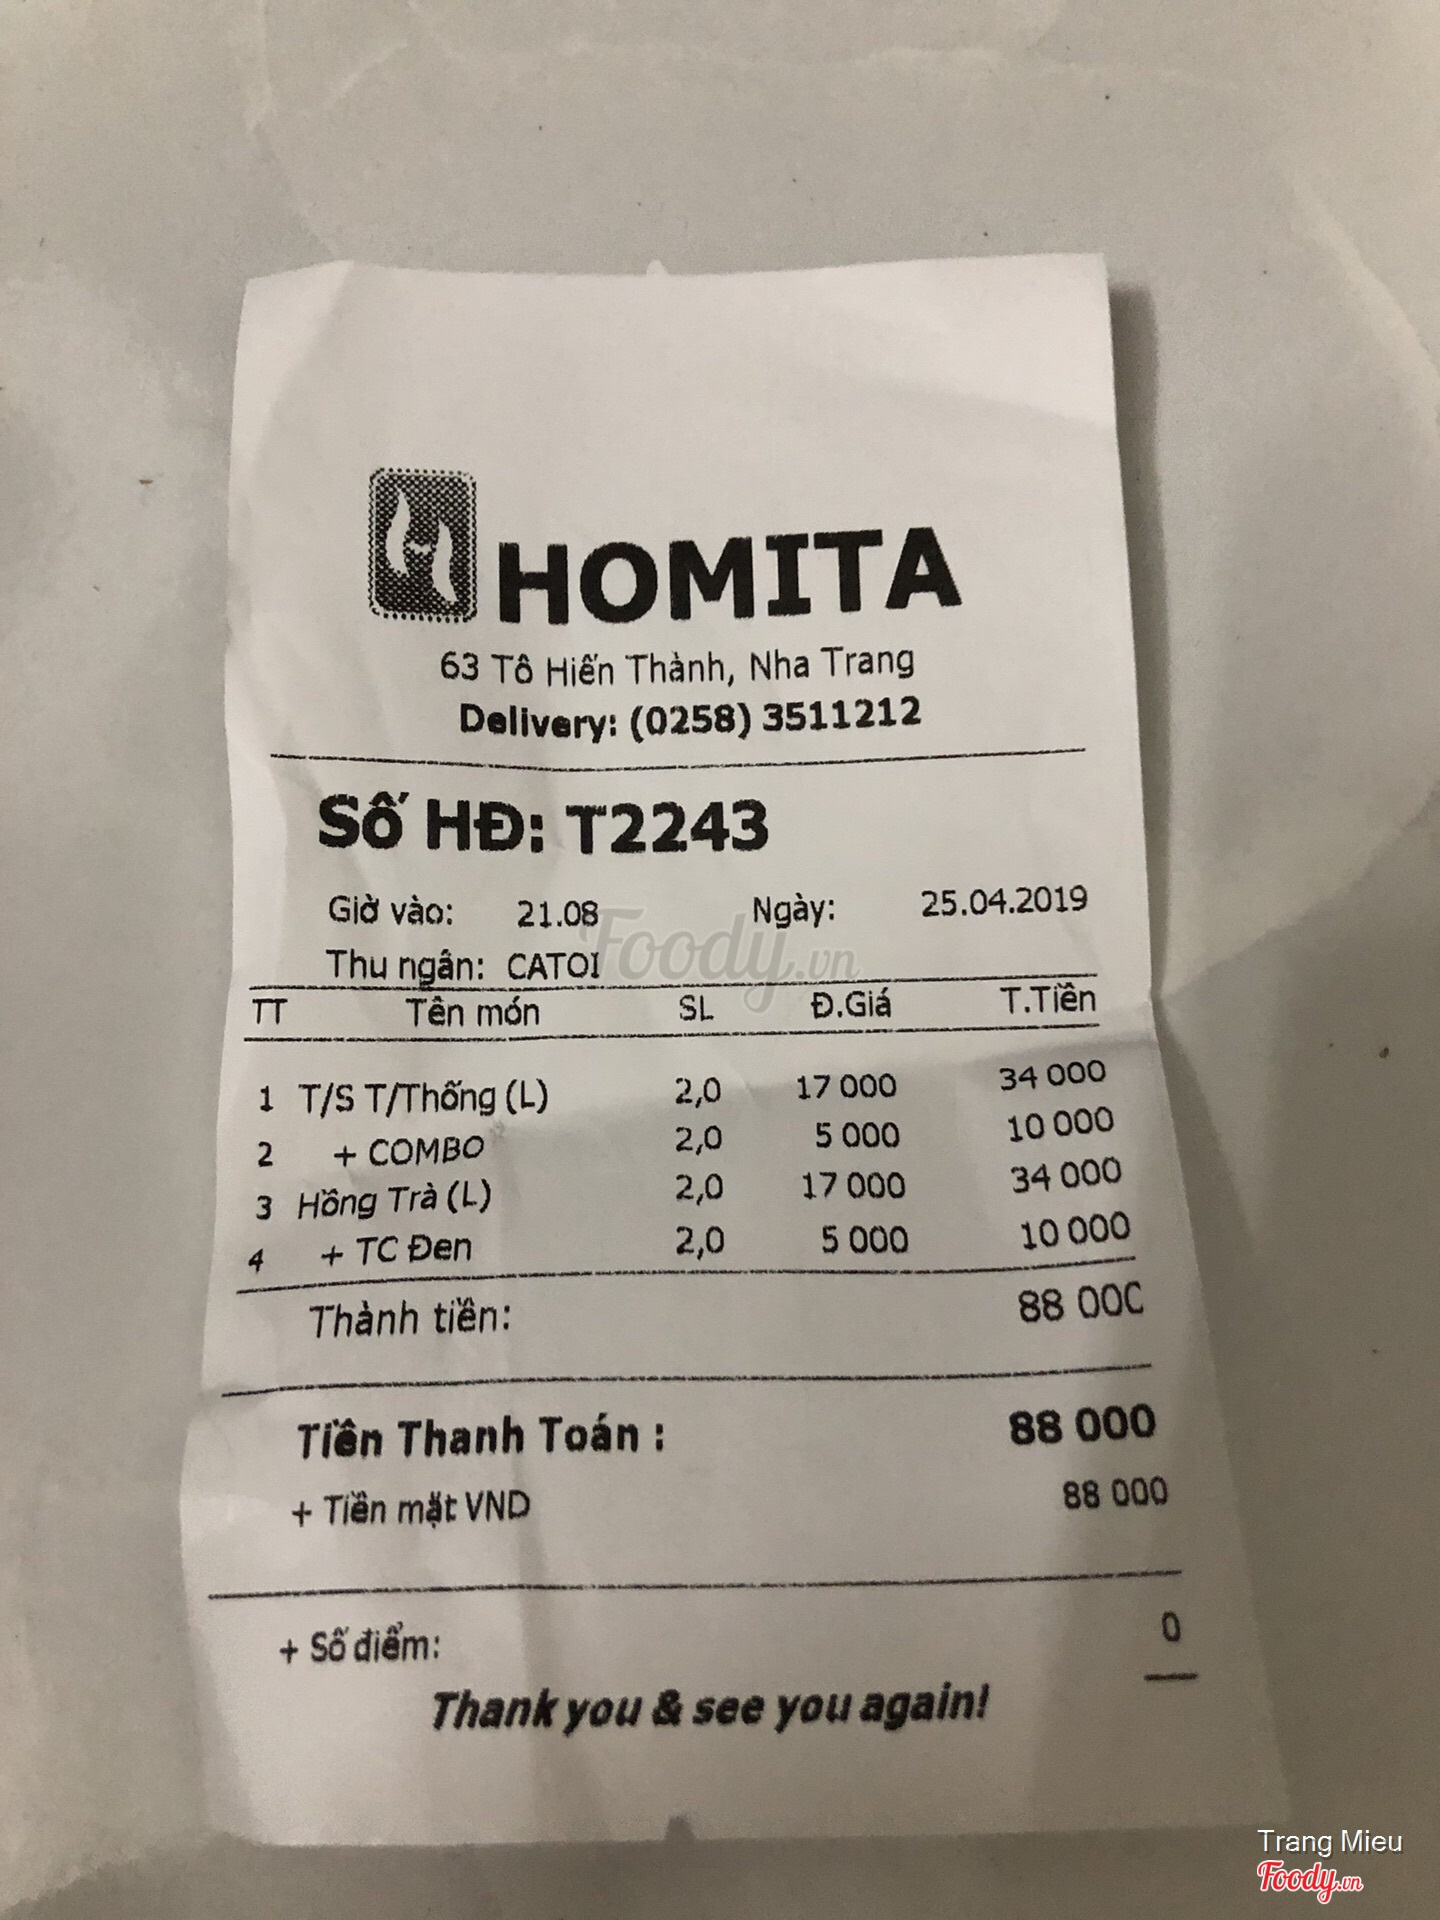 HOMITA
63 Tô Hiến Thành, Nha Trang
Delivery: (0258) 3511212
Số HĐ: T2243
Giờ vào: 21.08 Ngày: 25.04.2019
Thu ngân: CATOI
Foody.vn
TT Tên món SL Đ.Giá T.Tiền
1 T/S T/Thống (L) 2,0 17 000 34 000
2 + COMBO 2,0 5 000 10 000
3 Hồng Trà (L) 2,0 17 000 34 000
4 + TC Đen 2,0 5 000 10 000
Thành tiền: 88 000
Tiền Thanh Toán : 88 000
+ Tiền mặt VND 88 000
+ Số điểm: 0
Thank you & see you again!
Trang Mieu
Foody.vn